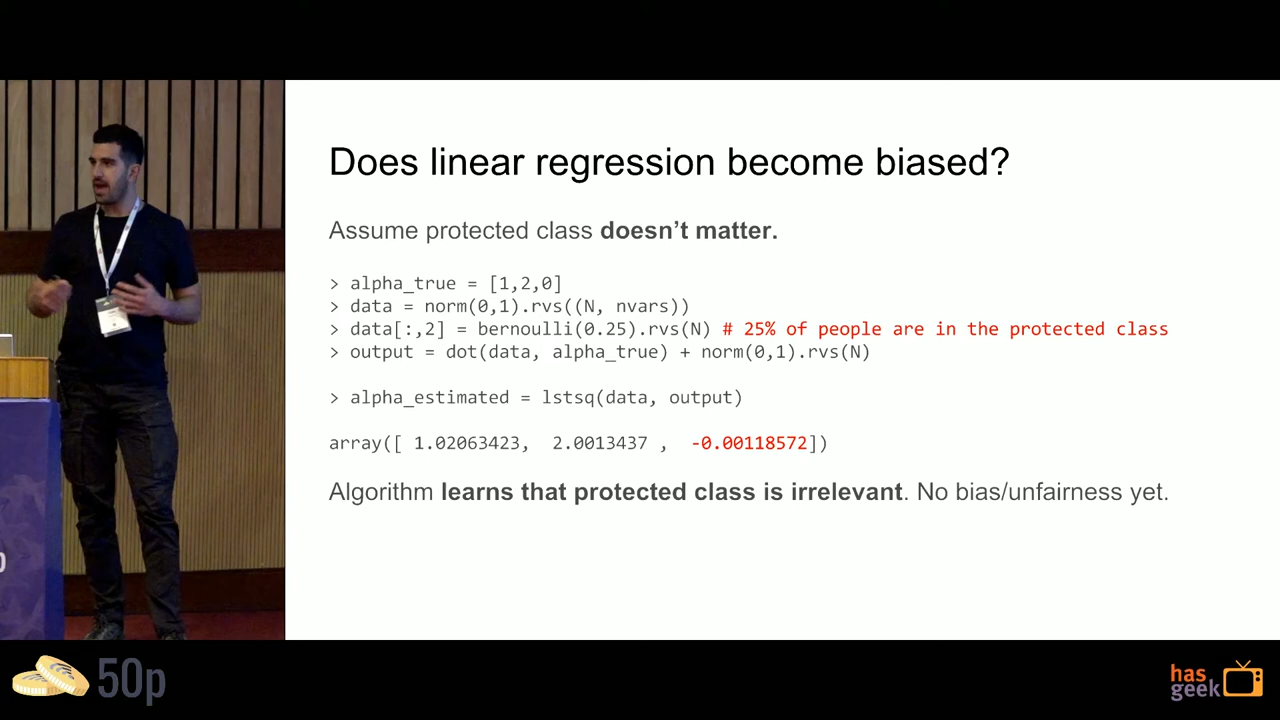 Does linear regression become biased?
Assume protected class doesn't matter.
> alpha_true = [1,2,0]
> data = norm(0,1).rvs((N, nvars))
> data[:,2] = bernoulli(0.25).rvs(N) # 25% of people are in the protected class
> output = dot(data, alpha_true) + norm(0,1).rvs(N)
> alpha_estimated = lstsq(data, output)
array([ 1.02063423, 2.0013437 , -0.00118572])
Algorithm learns that protected class is irrelevant. No bias/unfairness yet.
50p
has
geek